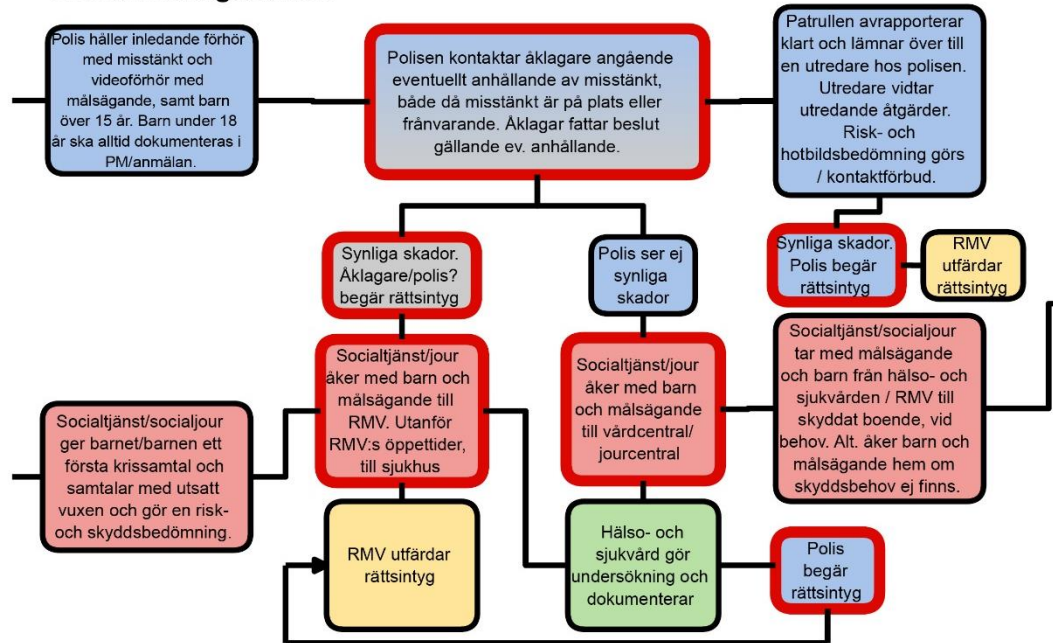 Polis håller inledande förhör
med misstänkt och
videoförhör med
målsägande, samt barn
över 15 år. Barn under 18
år ska alltid dokumenteras i
PM/anmälan.
Polisen kontaktar åklagare angående
eventuellt anhållande av misstänkt,
både då misstänkt är på plats eller
frånvarande. Åklagar fattar beslut
gällande ev. anhållande.
Patrullen avrapporterar
klart och lämnar över till
en utredare hos polisen.
Utredare vidtar
utredande åtgärder.
Risk- och
hotbildsbedömning görs
/ kontaktförbud.
Synliga skador.
Åklagare/polis?
begär rättsintyg
Polis ser ej
synliga
skador
Synliga skador.
Polis begär
rättsintyg
RMV
utfärdar
rättsintyg
Socialtjänst/socialjour
ger barnet/barnen ett
första krissamtal och
samtalar med utsatt
vuxen och gör en risk-
och skyddsbedömning.
Socialtjänst/jour
åker med barn och
målsägande till
RMV. Utanför
RMV:s öppettider,
till sjukhus
Socialtjänst/jour
åker med barn
och målsägande
till vårdcentral/
jourcentral
Socialtjänst/socialjour
tar med målsägande
och barn från hälso- och
sjukvården / RMV till
skyddat boende, vid
behov. Alt. åker barn och
målsägande hem om
skyddsbehov ej finns.
RMV utfärdar
rättsintyg
Hälso- och
sjukvård gör
undersökning och
dokumenterar
Polis
begär
rättsintyg